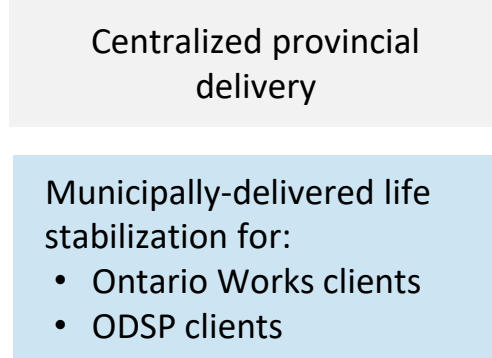 Centralized provincial
delivery
Municipally-delivered life
stabilization for:
• Ontario Works clients
• ODSP clients